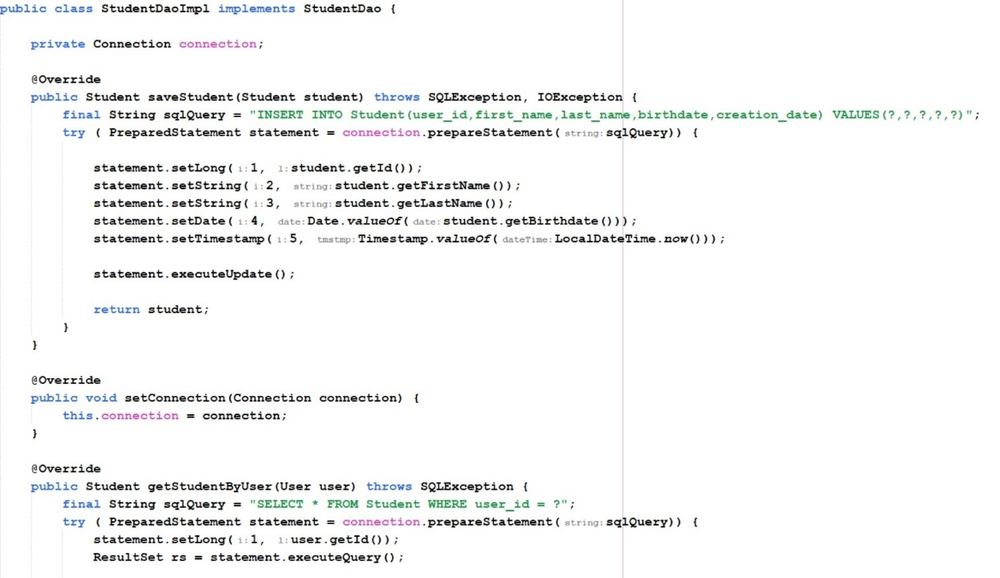 public class StudentDaoImpl implements StudentDao {
private Connection connection;
@Override
public Student saveStudent(Student student) throws SQLException, IOException {
final String sqlQuery = "INSERT INTO Student(user_id,first_name,last_name,birthdate,creation_date) VALUES(?,?,?,?,?)";
try ( PreparedStatement statement = connection.prepareStatement( string: sqlQuery)) {
statement.setLong( i: 1, l: student.getId());
statement.setString( i: 2, string: student.getFirstName());
statement.setString( i: 3, string: student.getLastName());
statement.setDate( i: 4, date: Date.valueOf( date: student.getBirthdate()));
statement.setTimestamp( i: 5, tmstmp: Timestamp.valueOf( dateTime: LocalDateTime.now()));
statement.executeUpdate();
return student;
}
}
@Override
public void setConnection(Connection connection) {
this.connection = connection;
}
@Override
public Student getStudentByUser(User user) throws SQLException {
final String sqlQuery = "SELECT * FROM Student WHERE user_id = ?";
try ( PreparedStatement statement = connection.prepareStatement( string: sqlQuery)) {
statement.setLong( i: 1, l: user.getId());
ResultSet rs = statement.executeQuery();